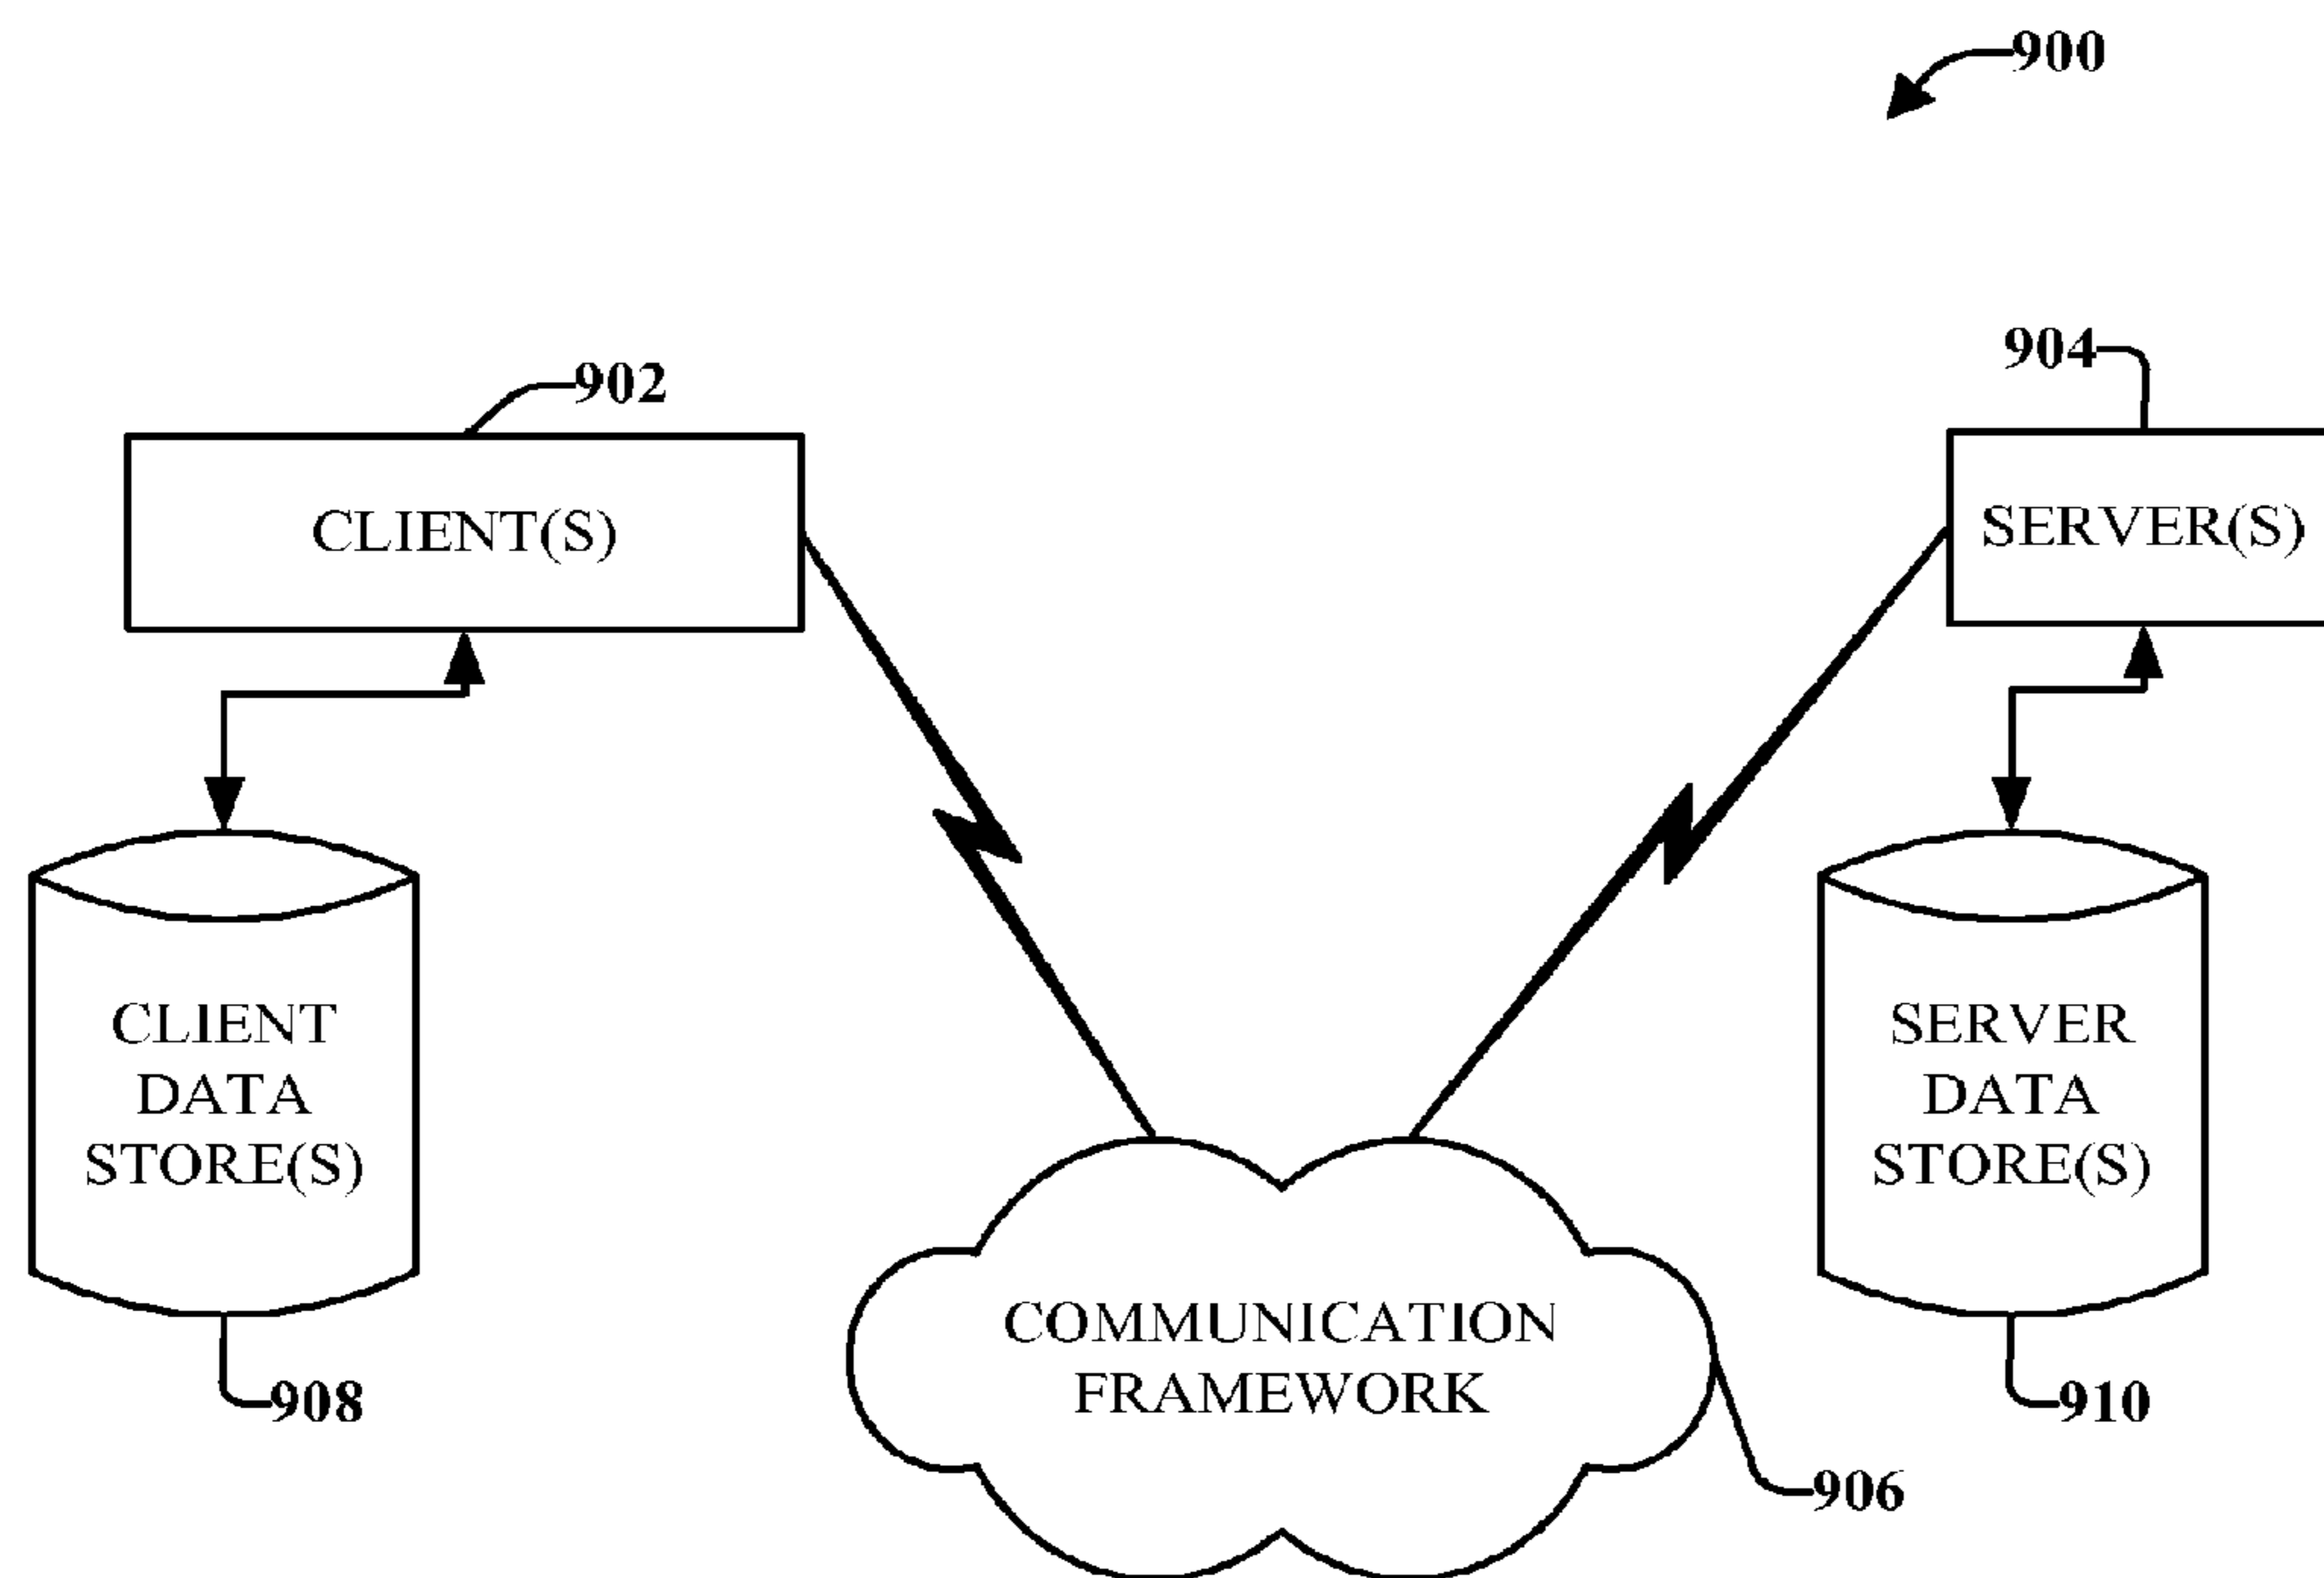 900
902
904
CLIENT(S)
SERVER(S)
CLIENT
DATA
STORE(S)
SERVER
DATA
STORE(S)
COMMUNICATION
FRAMEWORK
908
910
906